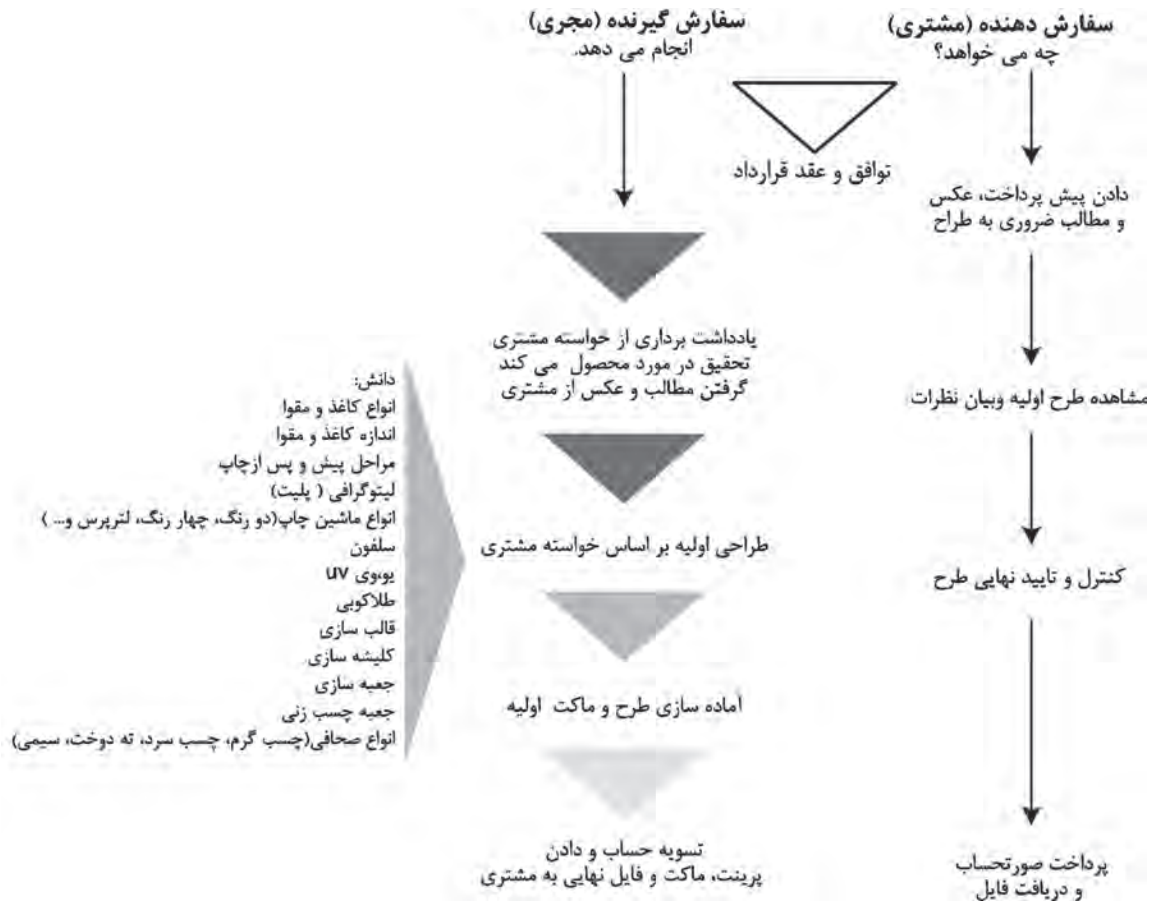 سفارش دهنده (مشتری)
چه می خواهد؟
دادن پیش پرداخت، عکس
و مطالب ضروری به طراح
مشاهده طرح اولیه وبیان نظرات
کنترل و تایید نهایی طرح
پرداخت صورتحساب
و دریافت فایل
توافق و عقد قرارداد
سفارش گیرنده (مجری)
انجام می دهد.
یادداشت برداری از خواسته مشتری
تحقیق در مورد محصول می کند
گرفتن مطالب و عکس از مشتری
طراحی اولیه بر اساس خواسته مشتری
آماده سازی طرح و ماکت اولیه
تسویه حساب و دادن
پرینت، ماکت و فایل نهایی به مشتری
دانش:
انواع کاغذ و مقوا
اندازه کاغذ و مقوا
مراحل پیش و پس ازچاپ
لیتوگرافی ( پلیت)
انواع ماشین چاپ(دو رنگ، چهار رنگ، لترپرس و... )
سلفون
یووی uv
طلاکوبی
قالب سازی
کلیشه سازی
جعبه سازی
جعبه چسب زنی
انواع صحافی(چسب گرم، چسب سرد، ته دوخت، سیمی)